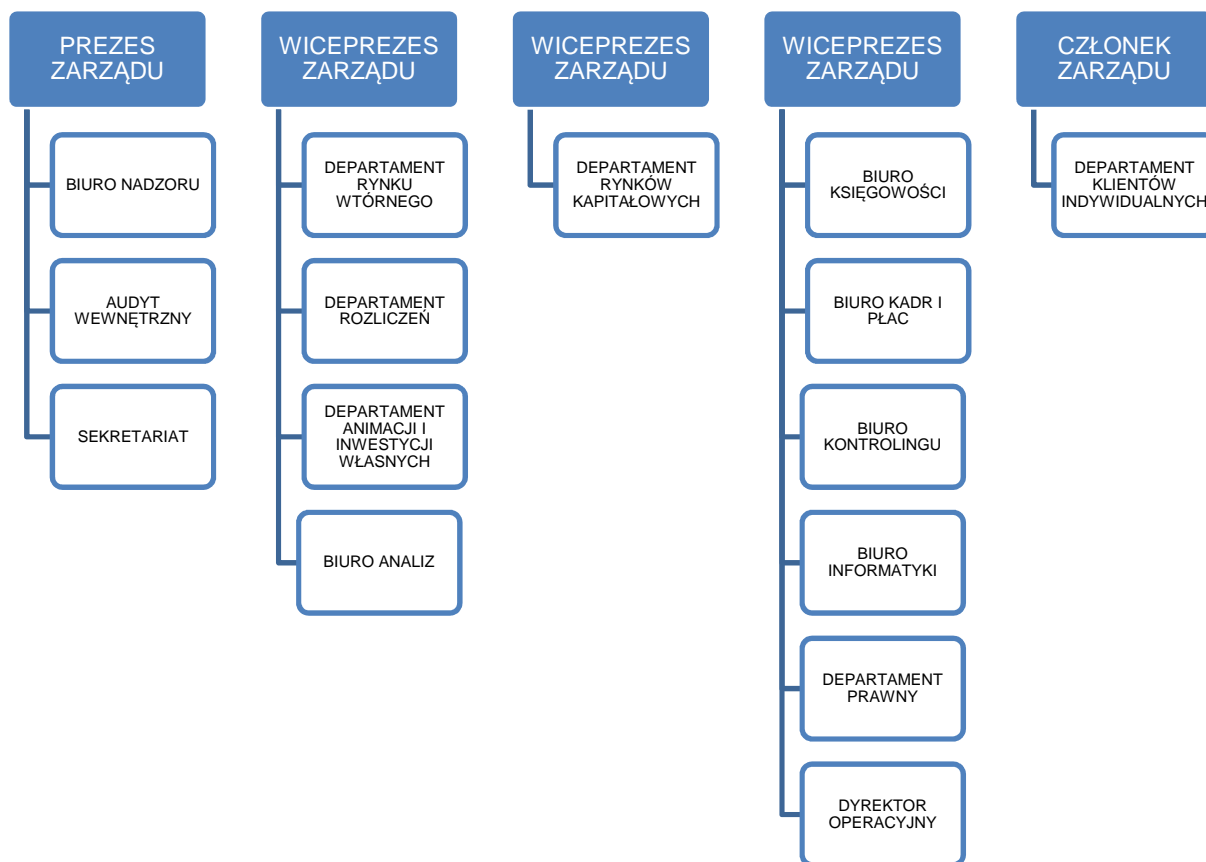 PREZES
ZARZĄDU
BIURO NADZORU
AUDYT
WEWNĘTRZNY
SEKRETARIAT
WICEPREZES
ZARZĄDU
DEPARTAMENT
RYNKU
WTÓRNEGO
DEPARTAMENT
ROZLICZEŃ
DEPARTAMENT
ANIMACJI I
INWESTYCJI
WŁASNYCH
BIURO ANALIZ
WICEPREZES
ZARZĄDU
DEPARTAMENT
RYNKÓW
KAPITAŁOWYCH
WICEPREZES
ZARZĄDU
BIURO
KSIĘGOWOŚCI
BIURO KADR I
PŁAC
BIURO
KONTROLINGU
BIURO
INFORMATYKI
DEPARTAMENT
PRAWNY
DYREKTOR
OPERACYJNY
CZŁONEK
ZARZĄDU
DEPARTAMENT
KLIENTÓW
INDYWIDUALNYCH